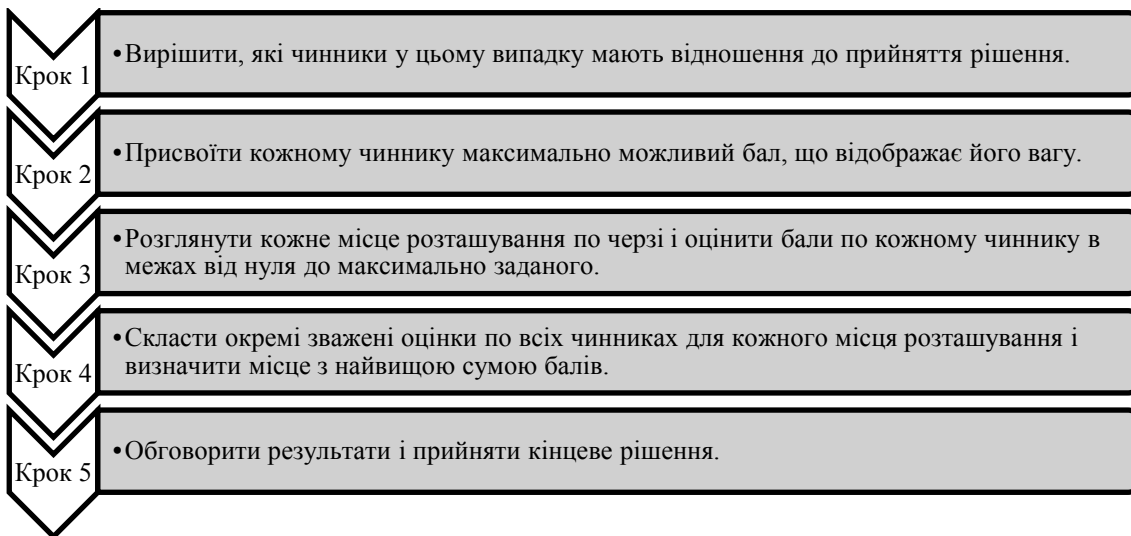 Крок 1
•Вирішити, які чинники у цьому випадку мають відношення до прийняття рішення.
Крок 2
•Присвоїти кожному чиннику максимально можливий бал, що відображає його вагу.
Крок 3
•Розглянути кожне місце розташування по черзі і оцінити бали по кожному чиннику в
межах від нуля до максимально заданого.
Крок 4
•Скласти окремі зважені оцінки по всіх чинниках для кожного місця розташування і
визначити місце з найвищою сумою балів.
Крок 5
•Обговорити результати і прийняти кінцеве рішення.